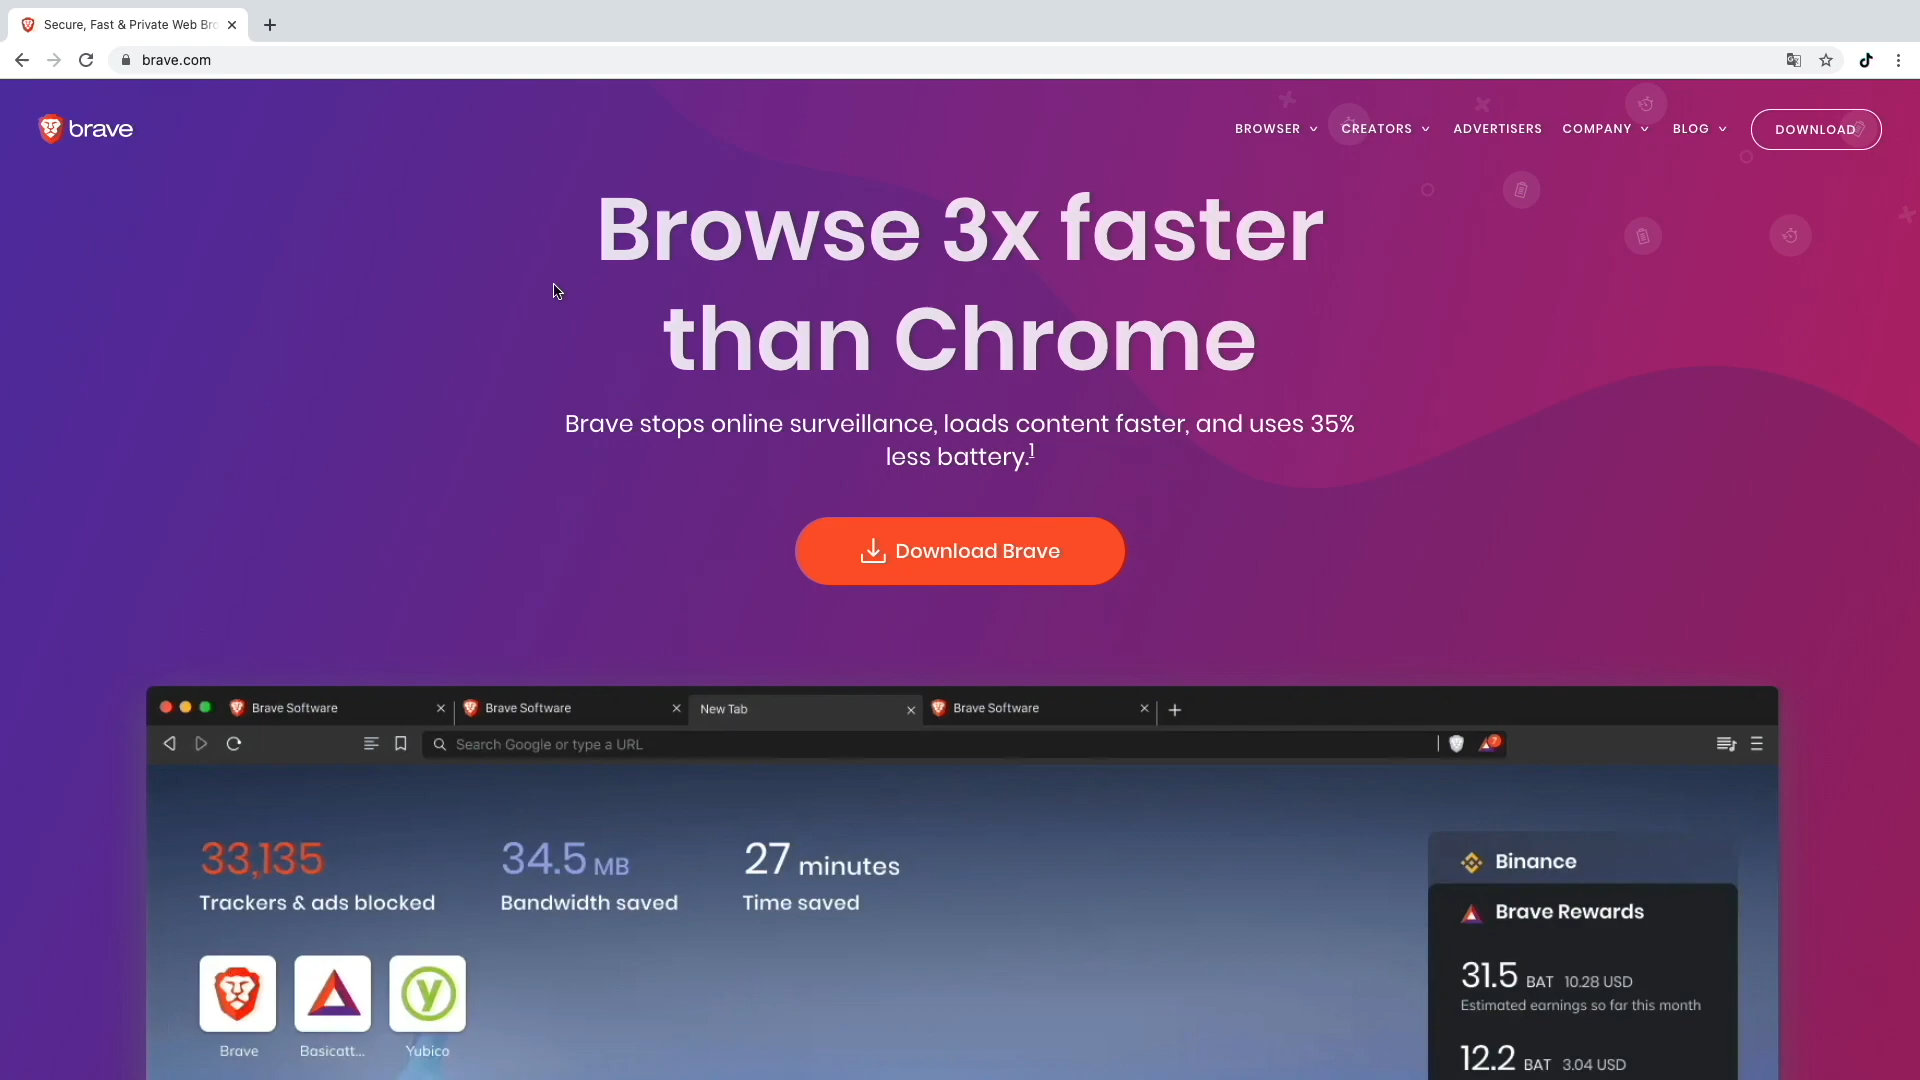 Secure, Fast & Private Web Bro
brave.com
brave
BROWSER CREATORS ADVERTISERS COMPANY BLOG DOWNLOAD
Browse 3x faster
than Chrome
Brave stops online surveillance, loads content faster, and uses 35%
less battery.1
Download Brave
Brave Software Brave Software New Tab Brave Software
Search Google or type a URL
7
33,135 34.5 MB 27 minutes
Trackers & ads blocked Bandwidth saved Time saved
Binance
Brave Rewards
31.5 BAT 10.28 USD
Estimated earnings so far this month
12.2 BAT 3.04 USD
Brave Basicatt... Yubico